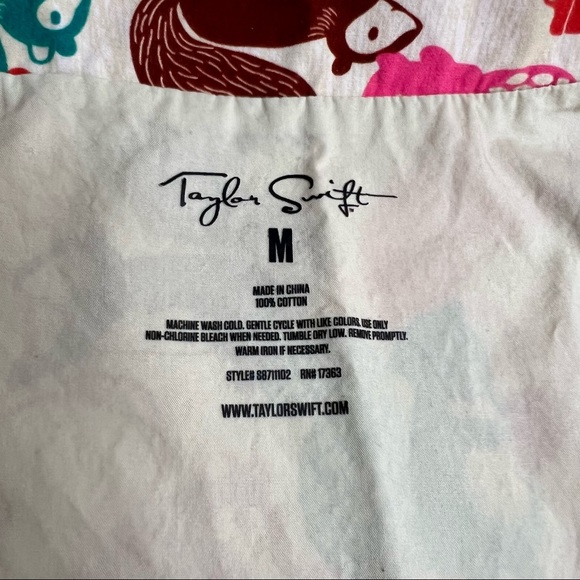 Taylor Swift
M
MADE IN CHINA
100% COTTON
MACHINE WASH COLD. GENTLE CYCLE WITH LIKE COLORS. USE ONLY
NON-CHLORINE BLEACH WHEN NEEDED. TUMBLE DRY LOW. REMOVE PROMPTLY.
WARM IRON IF NECESSARY.
STYLE# S8711102 RN# 17363
WWW.TAYLORSWIFT.COM